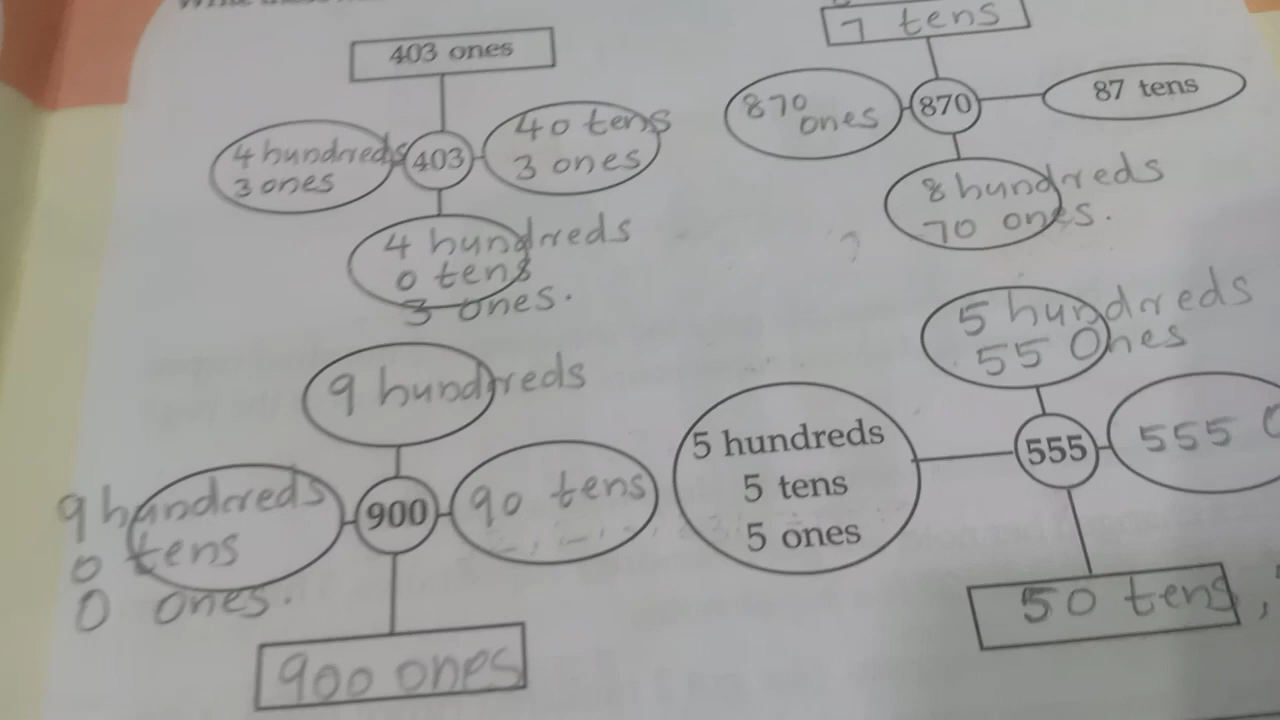 403 ones
4 hundreds
3 ones
403
40 tens
3 ones
4 hundreds
0 tens
3 ones.
7 tens
870
ones
870
87 tens
8 hundreds
70 ones.
9 hundreds
9 hundreds
0 tens
0 ones.
900
90 tens
900 ones
5 hundreds
55 Ones
5 hundreds
5 tens
5 ones
555
555
50 tens,